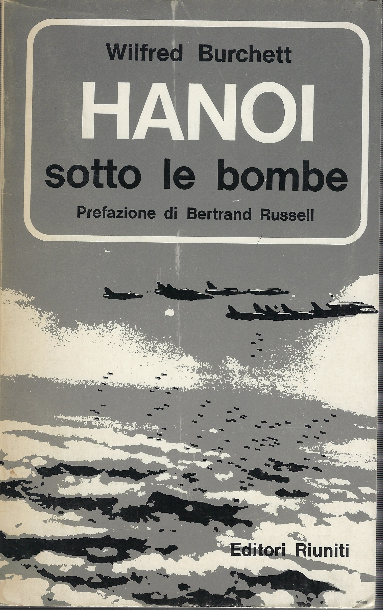 Wilfred Burchett
HANOI
sotto le bombe
Prefazione di Bertrand Russell
Editori Riuniti